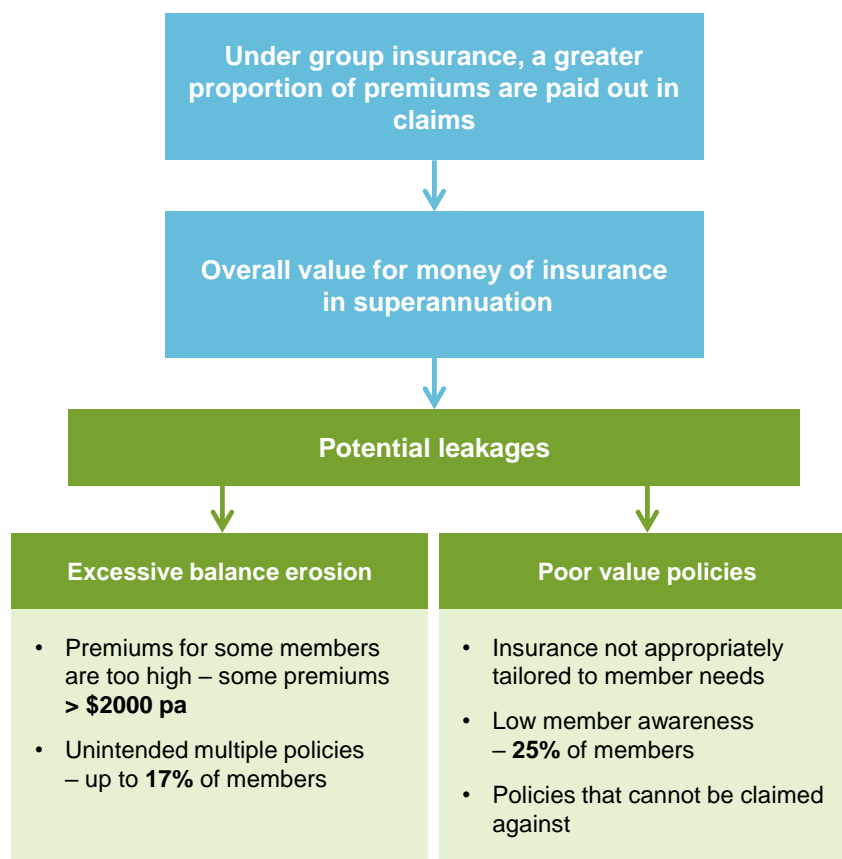 Under group insurance, a greater
proportion of premiums are paid out in
claims
Overall value for money of insurance
in superannuation
Potential leakages
Excessive balance erosion
• Premiums for some members
are too high – some premiums
> $2000 pa
• Unintended multiple policies
– up to 17% of members
Poor value policies
• Insurance not appropriately
tailored to member needs
• Low member awareness
– 25% of members
• Policies that cannot be claimed
against